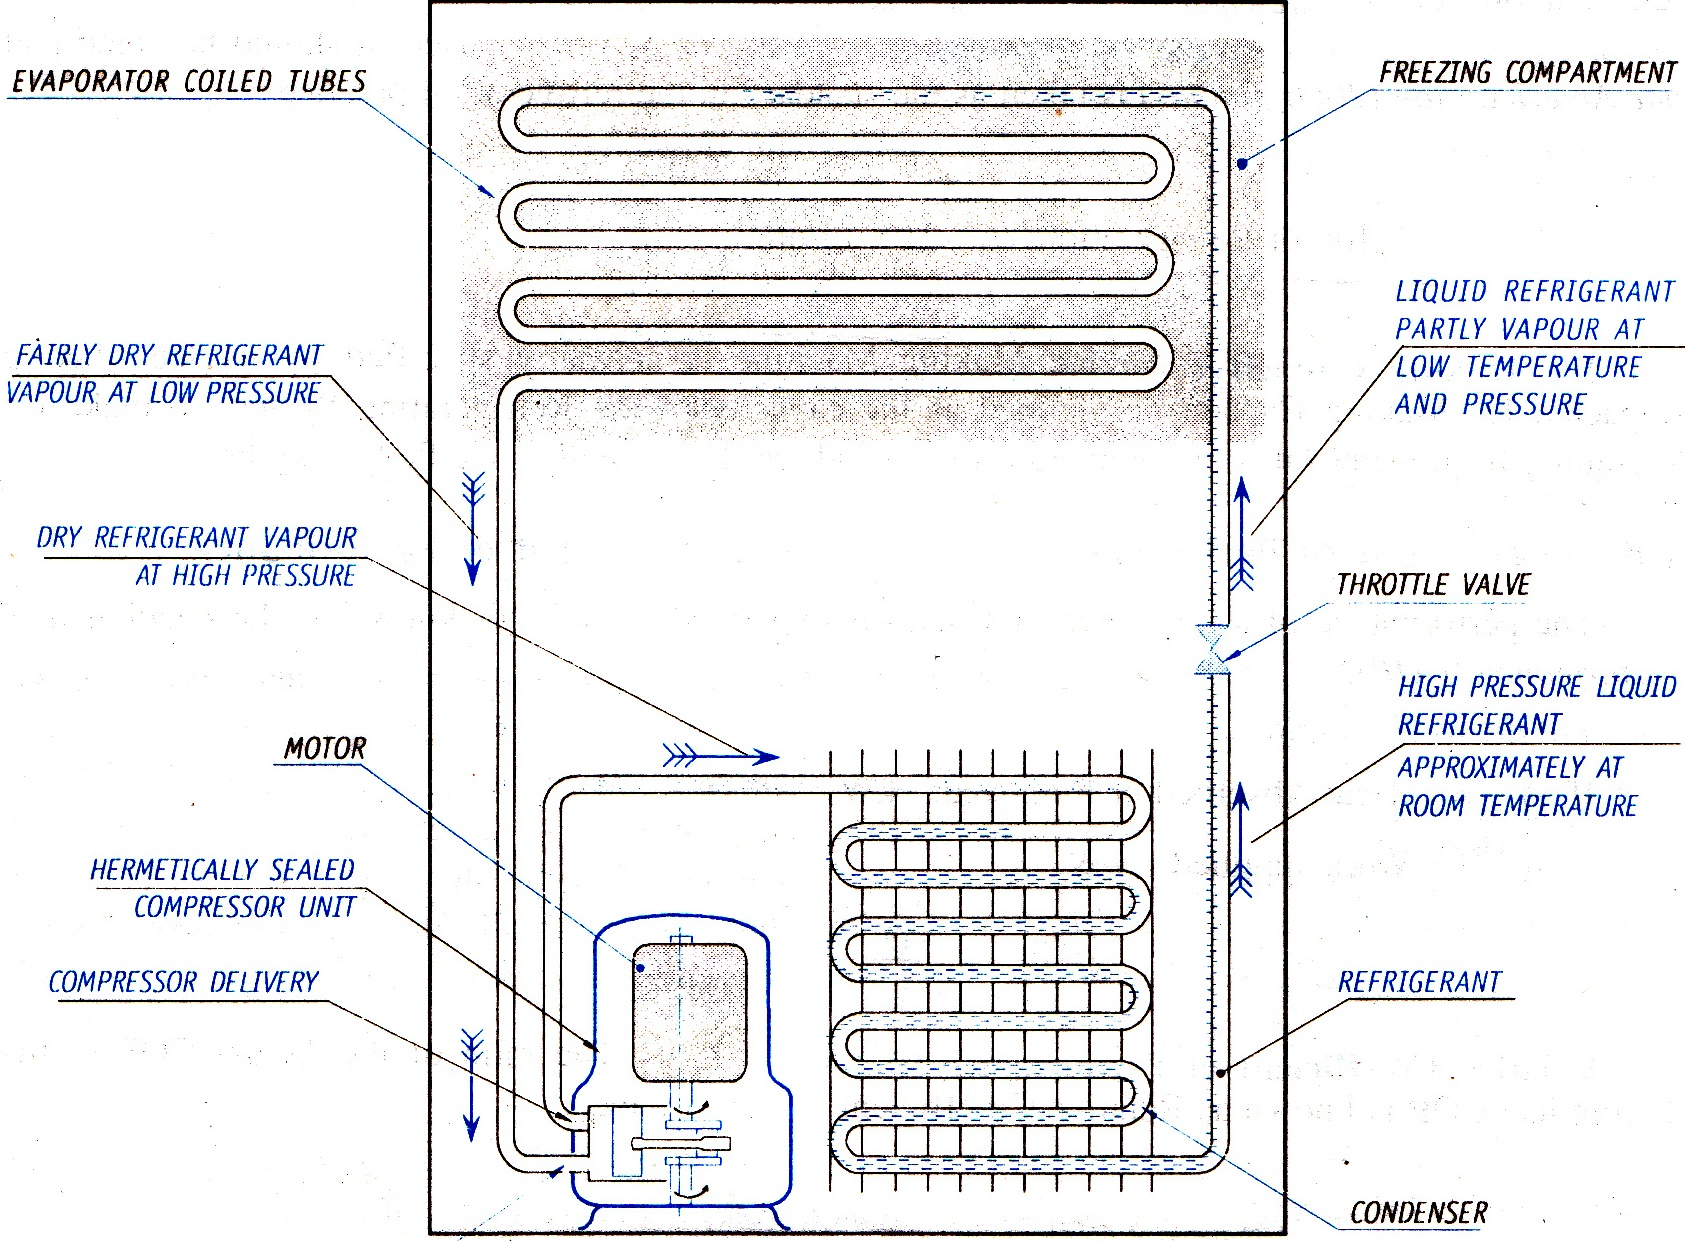 EVAPORATOR COILED TUBES
FREEZING COMPARTMENT
LIQUID REFRIGERANT
PARTLY VAPOUR AT
LOW TEMPERATURE
AND PRESSURE
FAIRLY DRY REFRIGERANT
VAPOUR AT LOW PRESSURE
DRY REFRIGERANT VAPOUR
AT HIGH PRESSURE
THROTTLE VALVE
HIGH PRESSURE LIQUID
REFRIGERANT
APPROXIMATELY AT
ROOM TEMPERATURE
MOTOR
HERMETICALLY SEALED
COMPRESSOR UNIT
COMPRESSOR DELIVERY
REFRIGERANT
CONDENSER